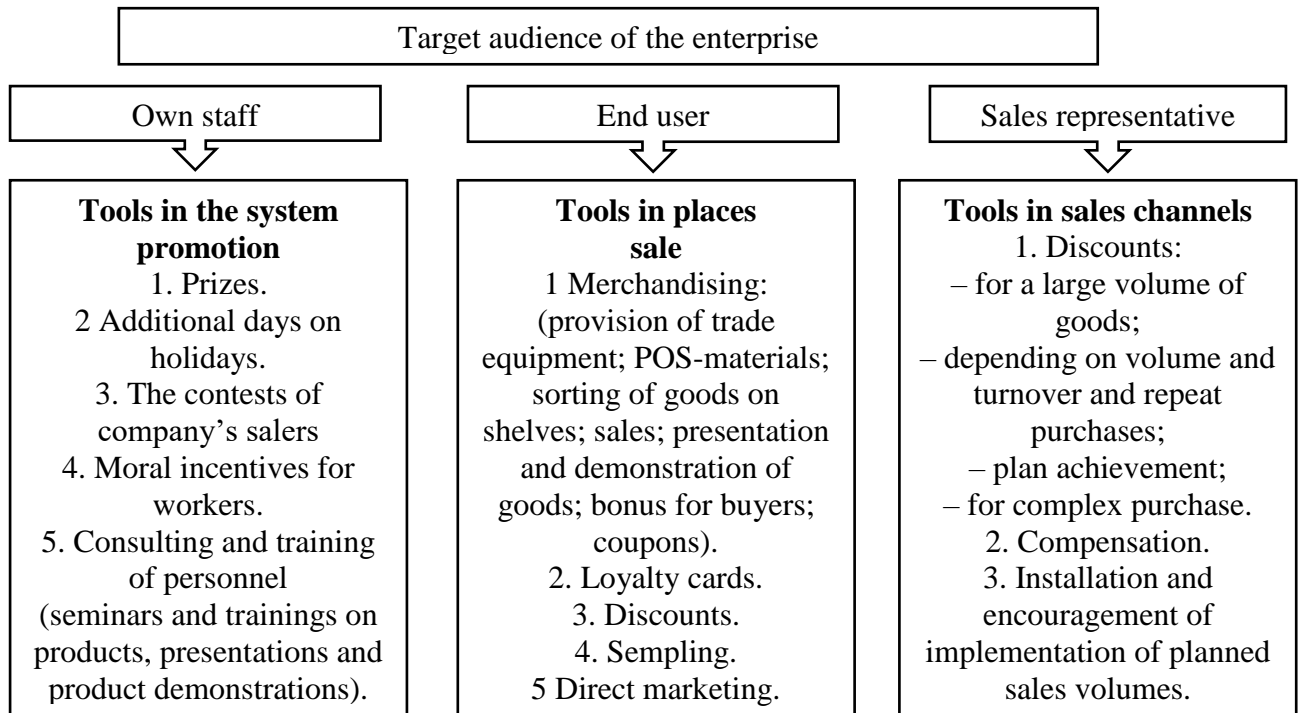 Target audience of the enterprise
Own staff
End user
Sales representative
Tools in the system
promotion
1. Prizes.
2 Additional days on
holidays.
3. The contests of
company’s salers
4. Moral incentives for
workers.
5. Consulting and training
of personnel
(seminars and trainings on
products, presentations and
product demonstrations).
Tools in places
sale
1 Merchandising:
(provision of trade
equipment; POS-materials;
sorting of goods on
shelves; sales; presentation
and demonstration of
goods; bonus for buyers;
coupons).
2. Loyalty cards.
3. Discounts.
4. Sempling.
5 Direct marketing.
Tools in sales channels
1. Discounts:
– for a large volume of
goods;
– depending on volume and
turnover and repeat
purchases;
– plan achievement;
– for complex purchase.
2. Compensation.
3. Installation and
encouragement of
implementation of planned
sales volumes.